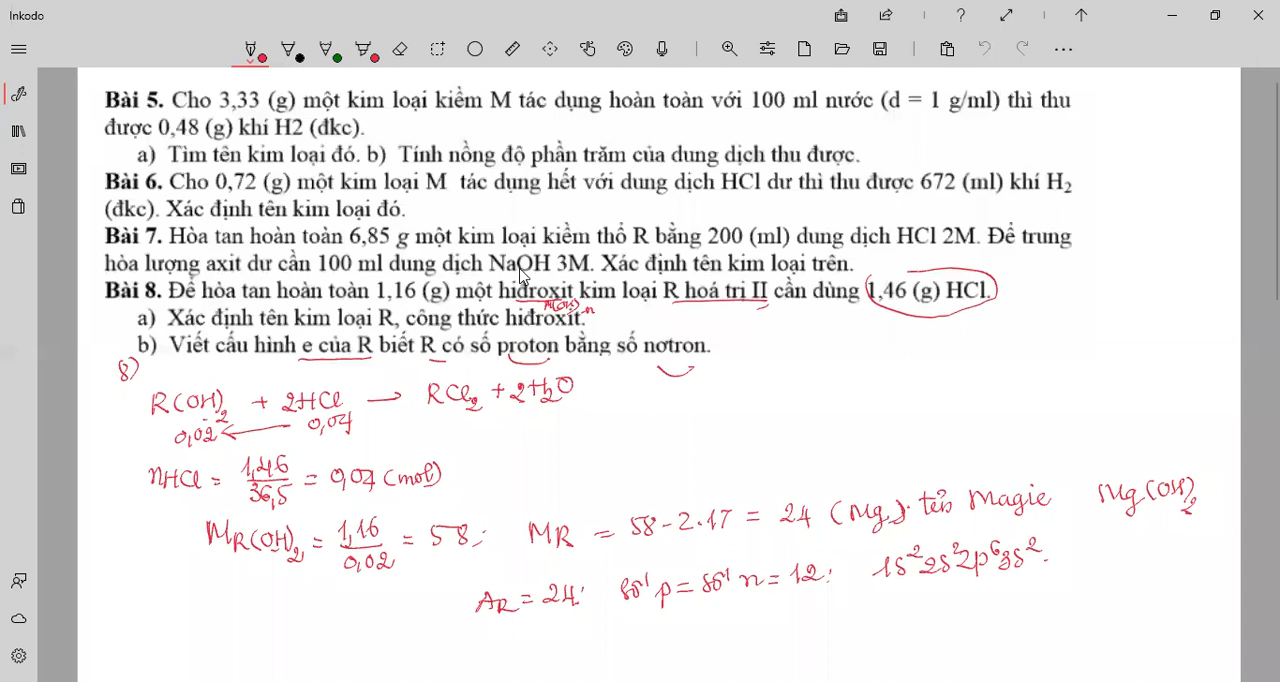 Inkodo
Bài 5. Cho 3,33 (g) một kim loại kiềm M tác dụng hoàn toàn với 100 ml nước (d = 1 g/ml) thì thu
được 0,48 (g) khí H2 (đkc).
a) Tìm tên kim loại đó. b) Tính nồng độ phần trăm của dung dịch thu được.
Bài 6. Cho 0,72 (g) một kim loại M tác dụng hết với dung dịch HCl dư thì thu được 672 (ml) khí H₂
(đkc). Xác định tên kim loại đó.
Bài 7. Hòa tan hoàn toàn 6,85 g một kim loại kiềm thổ R bằng 200 (ml) dung dịch HCl 2M. Để trung
hòa lượng axit dư cần 100 ml dung dịch NaOH 3M. Xác định tên kim loại trên.
Bài 8. Để hòa tan hoàn toàn 1,16 (g) một hiđroxit kim loại R hoá trị II cần dùng 1,46 (g) HCl.
a) Xác định tên kim loại R, công thức hiđroxit.
b) Viết cấu hình e của R biết R có số proton bằng số nơtron.
8)
R(OH)₂ + 2HCl → RCl₂ + 2H₂O
0,02 ← 0,04
nHCl = 1,46/36,5 = 0,04 (mol)
M R(OH)₂ = 1,16/0,02 = 58; MR = 58 - 2.17 = 24 (Mg). tên Magie Mg(OH)₂
AR = 24: số p = số n = 12: 1s²2s²2p⁶3s².